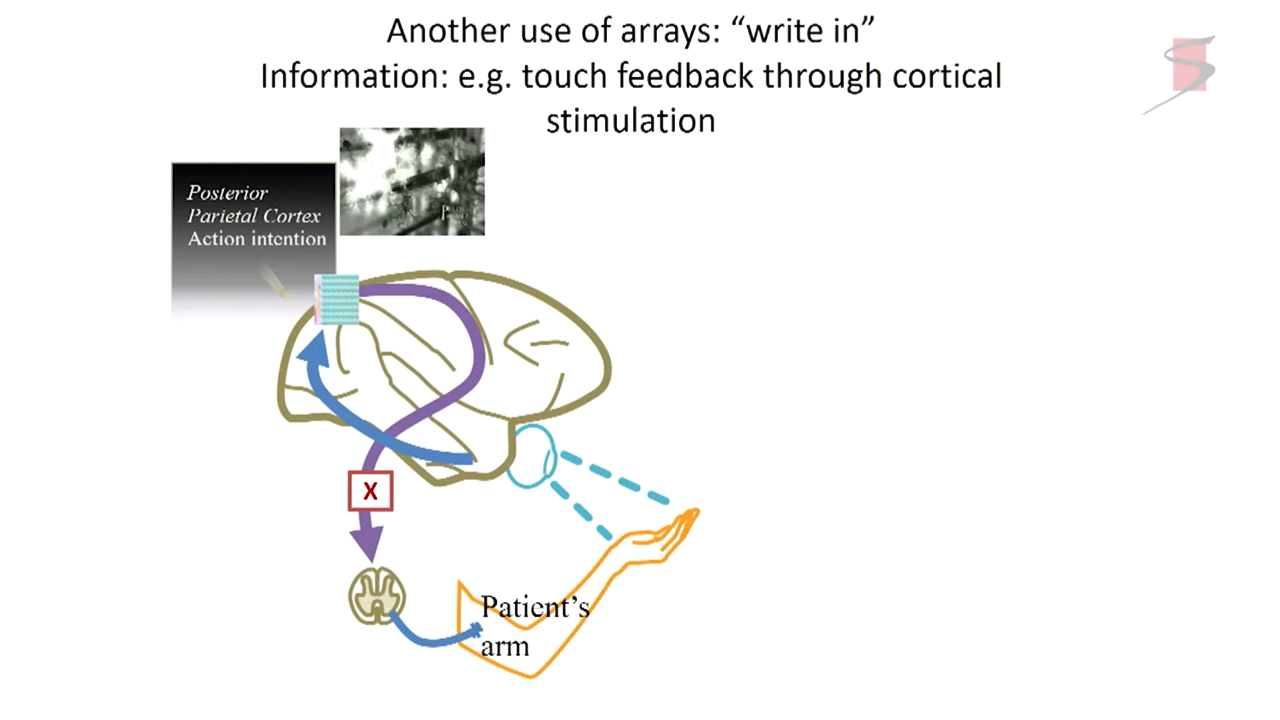 Another use of arrays: “write in”
Information: e.g. touch feedback through cortical
stimulation
Posterior
Parietal Cortex
Action intention
X
Patient’s
arm